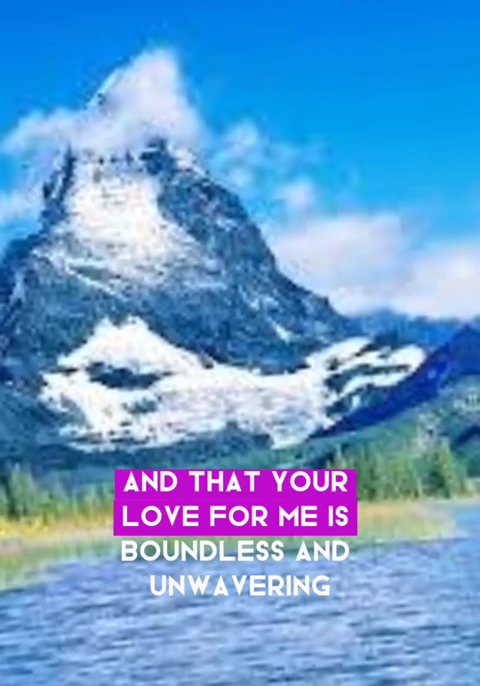 AND THAT YOUR
LOVE FOR ME IS
BOUNDLESS AND
UNWAVERING